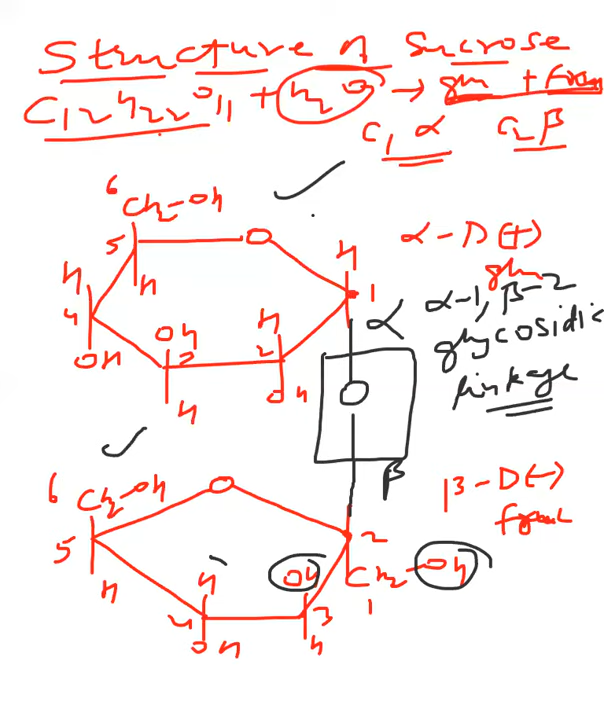 Structure of Sucrose
C12H22O11 + H2O → glu + fruc
C1 α C2 β
6 CH2-OH
5 O H
α-D(+)
glu
H H 1
4 OH 3 H 2
α
α-1, β-2
glycosidic
linkage
OH H OH
O
β
6 CH2-OH O
β-D(-)
fruc
5 2
H H OH CH2-OH
4 3 1
OH H